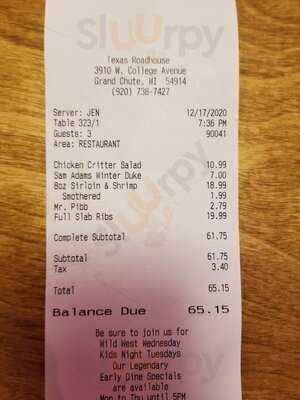 Sluurpy
Texas Roadhouse
3910 W. College Avenue
Grand Chute, WI 54914
(920) 738-7427
Server: JEN 12/17/2020
Table 323/1 7:36 PM
Guests: 3 90041
Area: RESTAURANT
Chicken Critter Salad 10.99
Sam Adams Winter Duke 7.00
8oz Sirloin & Shrimp 18.99
Smothered 1.99
Mr. Pibb 2.79
Full Slab Ribs 19.99
Complete Subtotal 61.75
Subtotal 61.75
Tax 3.40
Total 65.15
Balance Due 65.15
Be sure to join us for
Wild West Wednesday
Kids Night Tuesdays
Our Legendary
Early Dine Specials
are available
Mon to Thu until 5PM